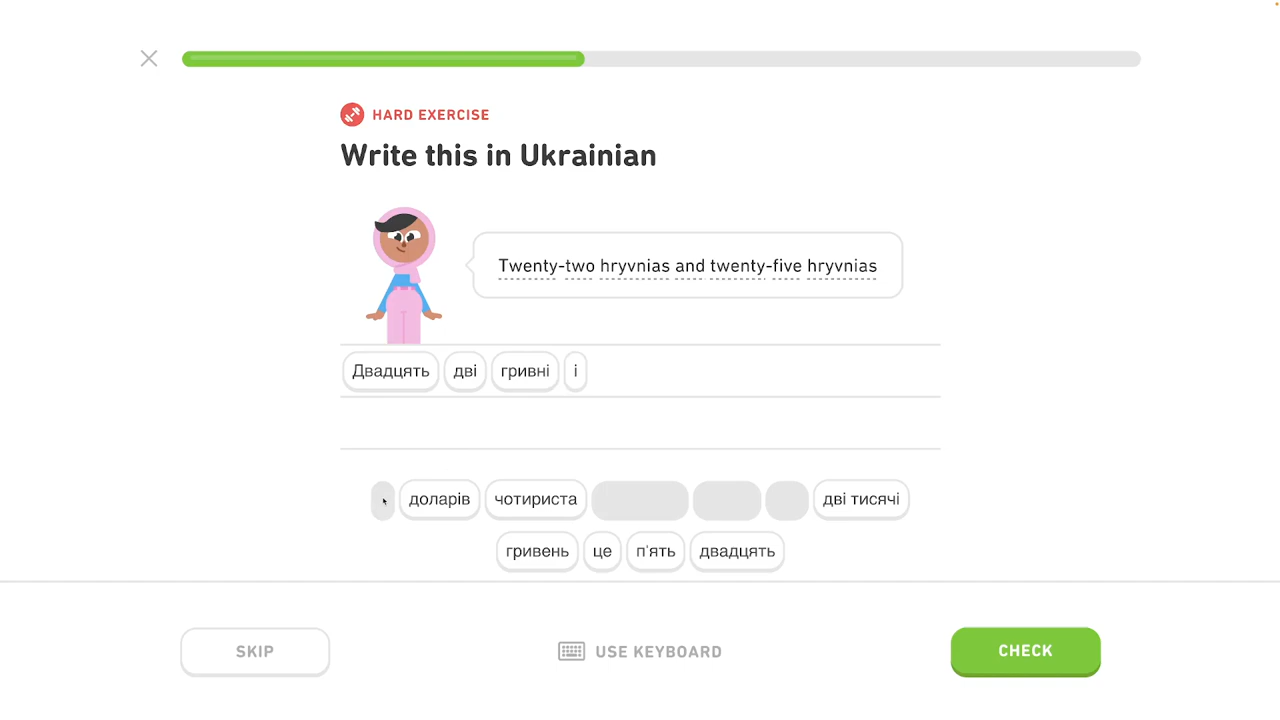 HARD EXERCISE
Write this in Ukrainian
Twenty-two hryvnias and twenty-five hryvnias
Двадцять дві гривні і
доларів чотириста дві тисячі
гривень це п'ять двадцять
SKIP USE KEYBOARD CHECK